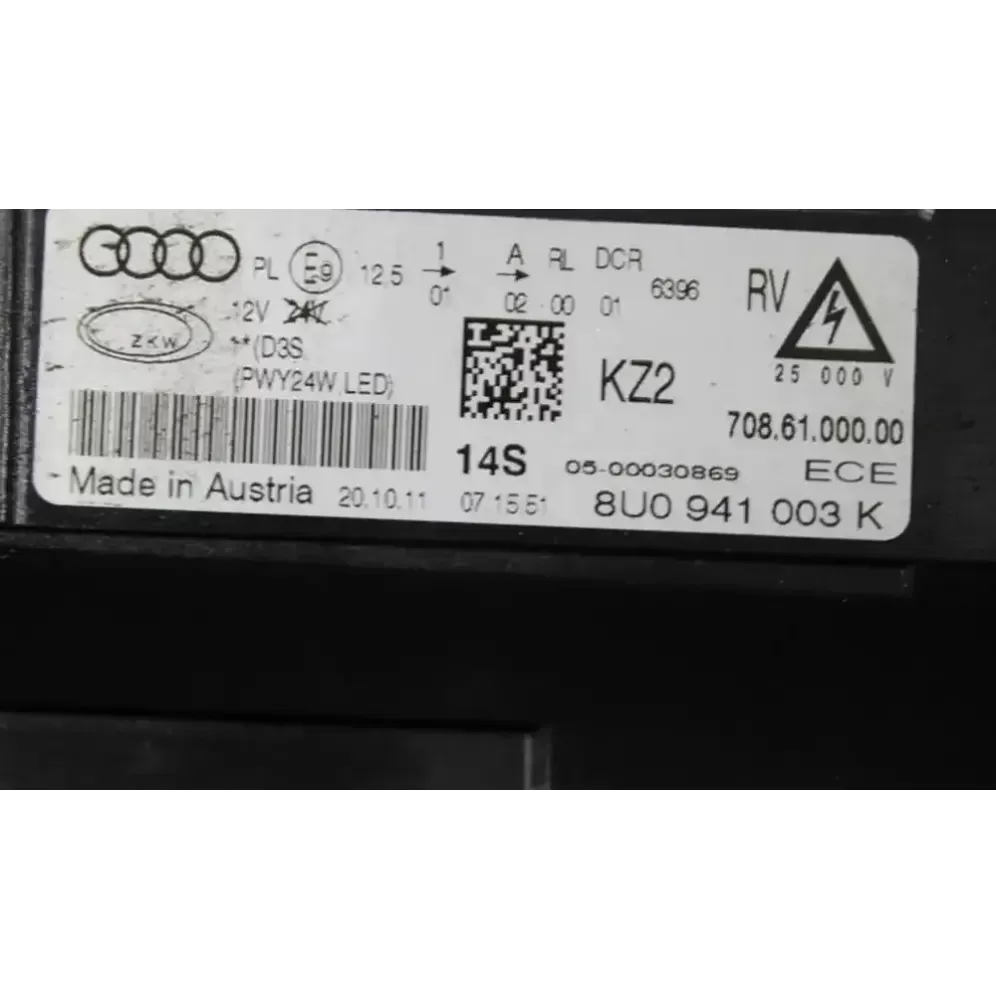 PL E9 12.5 1 → 01 A → 02 RL 00 DCR 01 6396 RV
12V 24V
ZKW
**(D3S
(PWY24W, LED)
KZ2
25 000 V
708.61.000.00
14S 05-00030869 ECE
Made in Austria 20.10.11 07 15 51 8U0 941 003 K